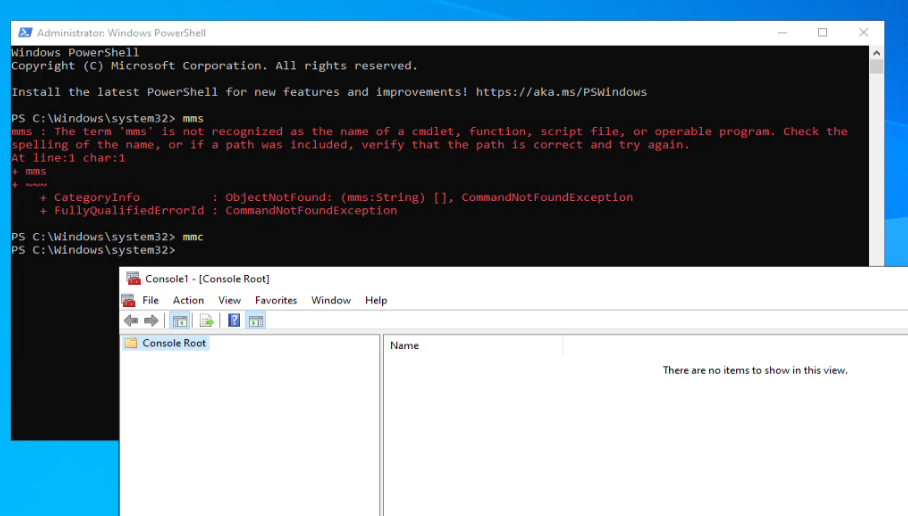 Administrator: Windows PowerShell
Windows PowerShell
Copyright (C) Microsoft Corporation. All rights reserved.
Install the latest PowerShell for new features and improvements! https://aka.ms/PSWindows
PS C:\Windows\system32> mms
mms : The term 'mms' is not recognized as the name of a cmdlet, function, script file, or operable program. Check the
spelling of the name, or if a path was included, verify that the path is correct and try again.
At line:1 char:1
+ mms
+ ~~~
    + CategoryInfo          : ObjectNotFound: (mms:String) [], CommandNotFoundException
    + FullyQualifiedErrorId : CommandNotFoundException
PS C:\Windows\system32> mmc
PS C:\Windows\system32>
Console1 - [Console Root]
File Action View Favorites Window Help
Console Root
Name
There are no items to show in this view.